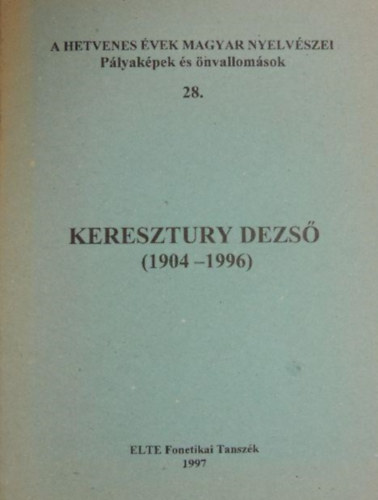 A HETVENES ÉVEK MAGYAR NYELVÉSZEI
Pályaképek és önvallomások
28.
KERESZTURY DEZSŐ
(1904 –1996)
ELTE Fonetikai Tanszék
1997